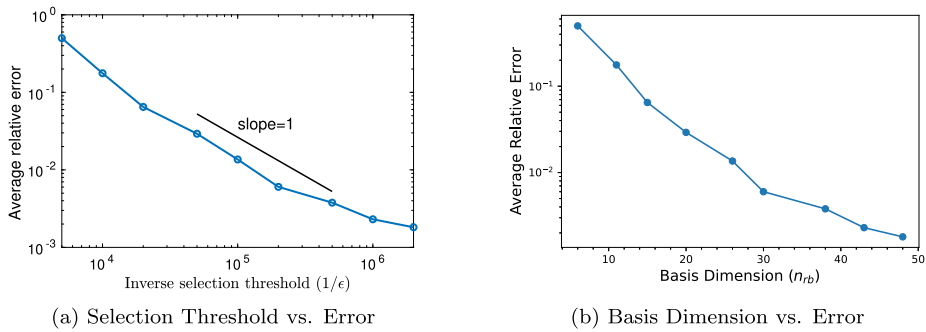 10^0
10^-1
10^-2
10^-3
10^4
10^5
10^6
Average relative error
slope=1
Inverse selection threshold (1/ϵ)
(a) Selection Threshold vs. Error
10^-1
10^-2
10
20
30
40
50
Average Relative Error
Basis Dimension (n_rb)
(b) Basis Dimension vs. Error